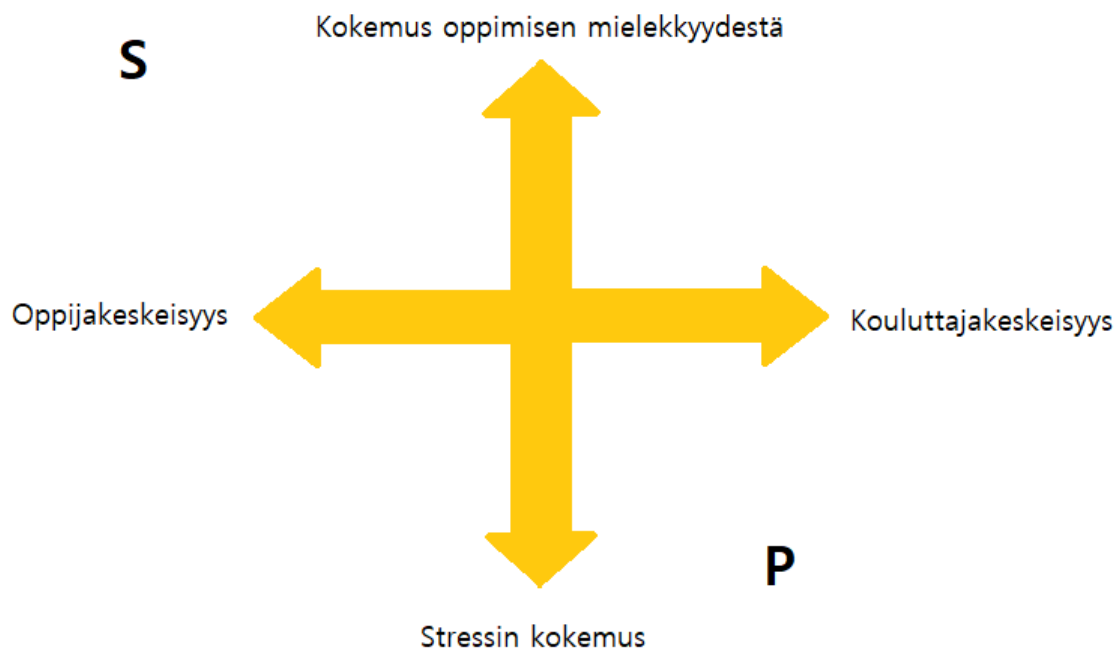 Kokemus oppimisen mielekkyydestä
S
Oppijakeskeisyys
Kouluttajakeskeisyys
P
Stressin kokemus